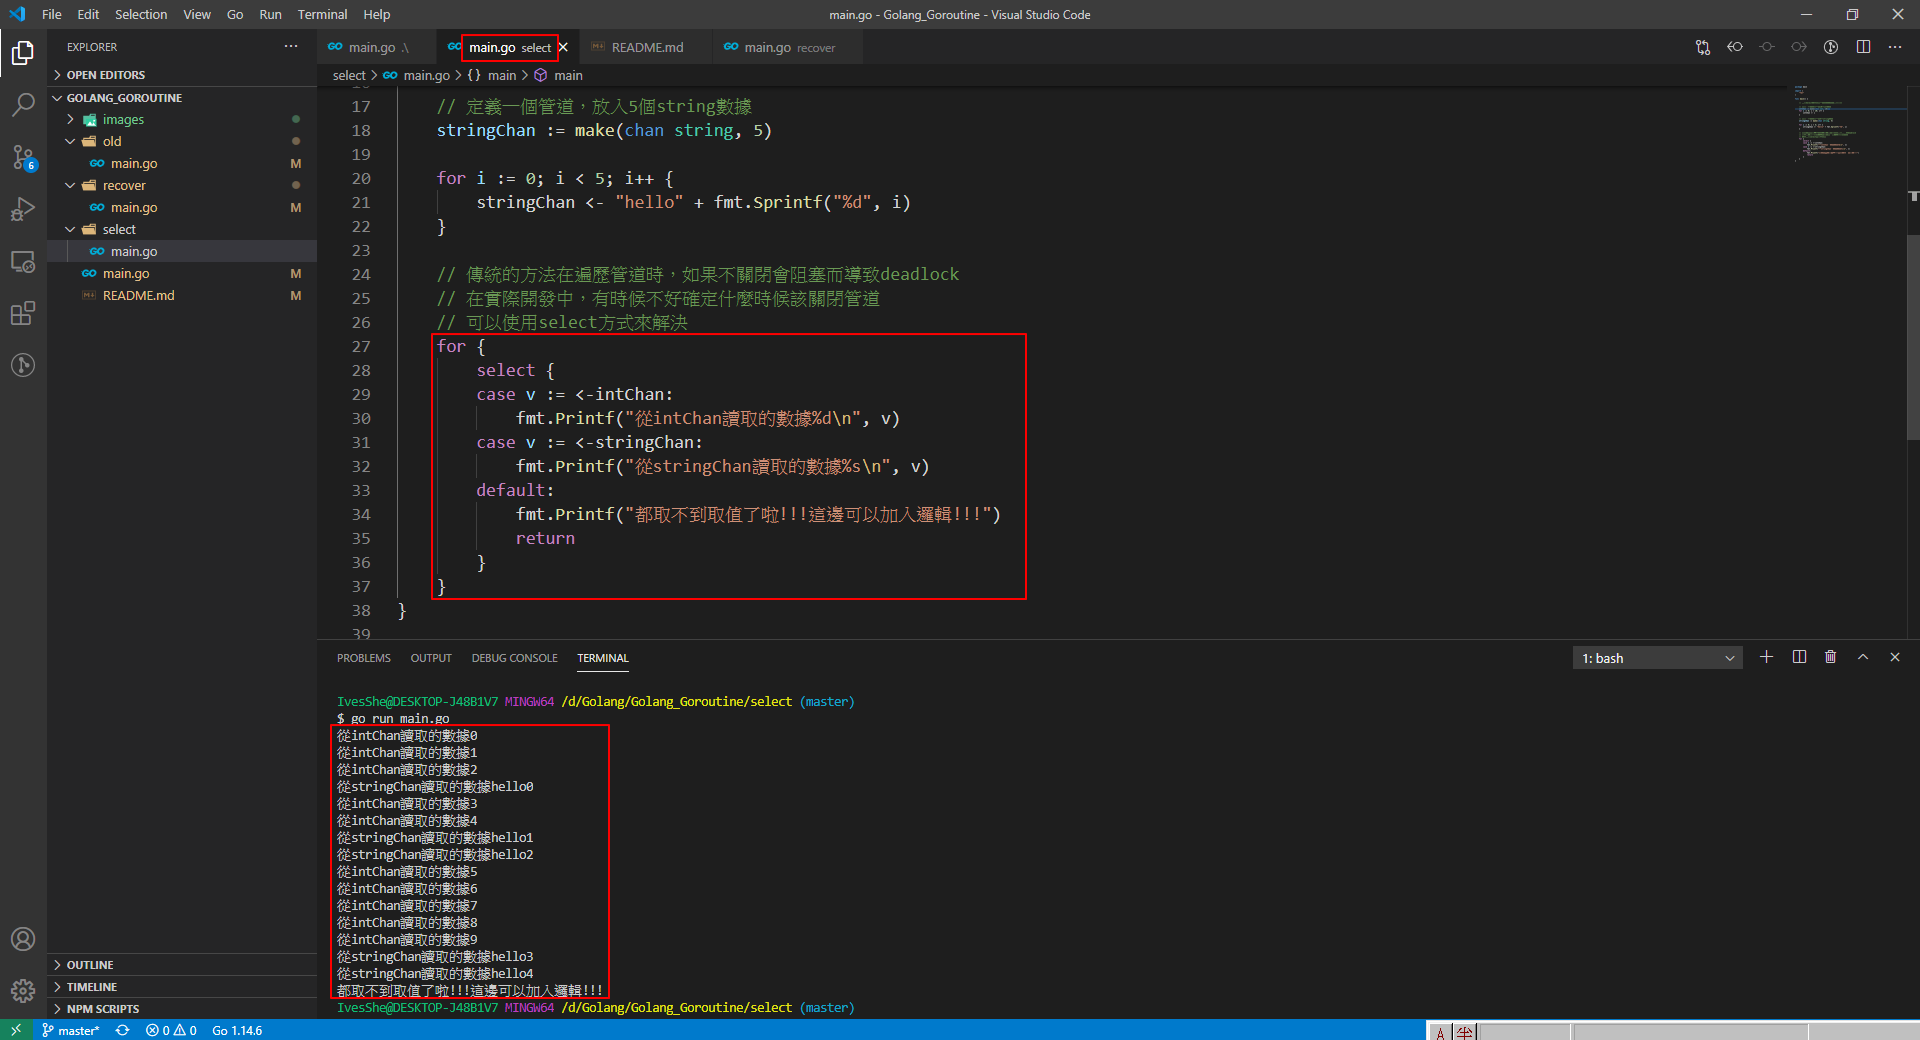 File Edit Selection View Go Run Terminal Help
main.go - Golang_Goroutine - Visual Studio Code
EXPLORER
OPEN EDITORS
GOLANG_GOROUTINE
images
old
main.go M
recover
main.go M
select
main.go
main.go M
README.md M
OUTLINE
TIMELINE
NPM SCRIPTS
main.go .\
main.go select
README.md
main.go recover
select > main.go > {} main > main
17 // 定義一個管道，放入5個string數據
18 stringChan := make(chan string, 5)
19
20 for i := 0; i < 5; i++ {
21 stringChan <- "hello" + fmt.Sprintf("%d", i)
22 }
23
24 // 傳統的方法在遍歷管道時，如果不關閉會阻塞而導致deadlock
25 // 在實際開發中，有時候不好確定什麼時候該關閉管道
26 // 可以使用select方式來解決
27 for {
28 select {
29 case v := <-intChan:
30 fmt.Printf("從intChan讀取的數據%d\n", v)
31 case v := <-stringChan:
32 fmt.Printf("從stringChan讀取的數據%s\n", v)
33 default:
34 fmt.Printf("都取不到取值了啦!!!這邊可以加入邏輯!!!")
35 return
36 }
37 }
38 }
39
PROBLEMS OUTPUT DEBUG CONSOLE TERMINAL
1: bash
IvesShe@DESKTOP-J48B1V7 MINGW64 /d/Golang/Golang_Goroutine/select (master)
$ go run main.go
從intChan讀取的數據0
從intChan讀取的數據1
從intChan讀取的數據2
從stringChan讀取的數據hello0
從intChan讀取的數據3
從intChan讀取的數據4
從stringChan讀取的數據hello1
從stringChan讀取的數據hello2
從intChan讀取的數據5
從intChan讀取的數據6
從intChan讀取的數據7
從intChan讀取的數據8
從intChan讀取的數據9
從stringChan讀取的數據hello3
從stringChan讀取的數據hello4
都取不到取值了啦!!!這邊可以加入邏輯!!!
IvesShe@DESKTOP-J48B1V7 MINGW64 /d/Golang/Golang_Goroutine/select (master)
6
master* 0 0 Go 1.14.6
A 半